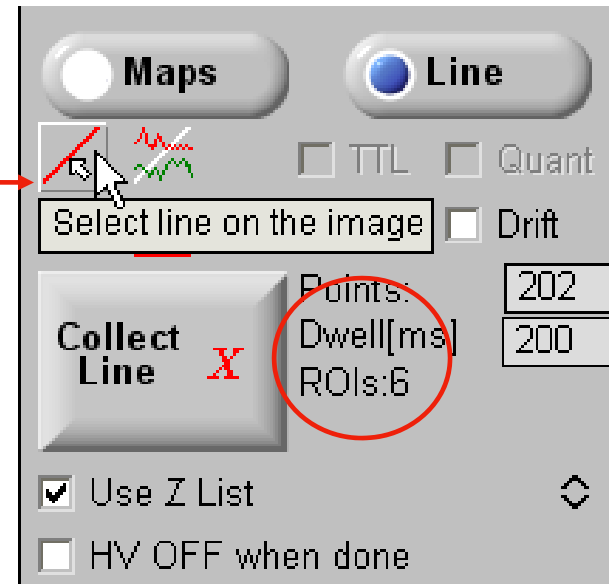 Maps Line
TTL Quant
Select line on the image Drift
Points: 202
Collect Line X
Dwell[ms] 200
ROIs:6
Use Z List
HV OFF when done